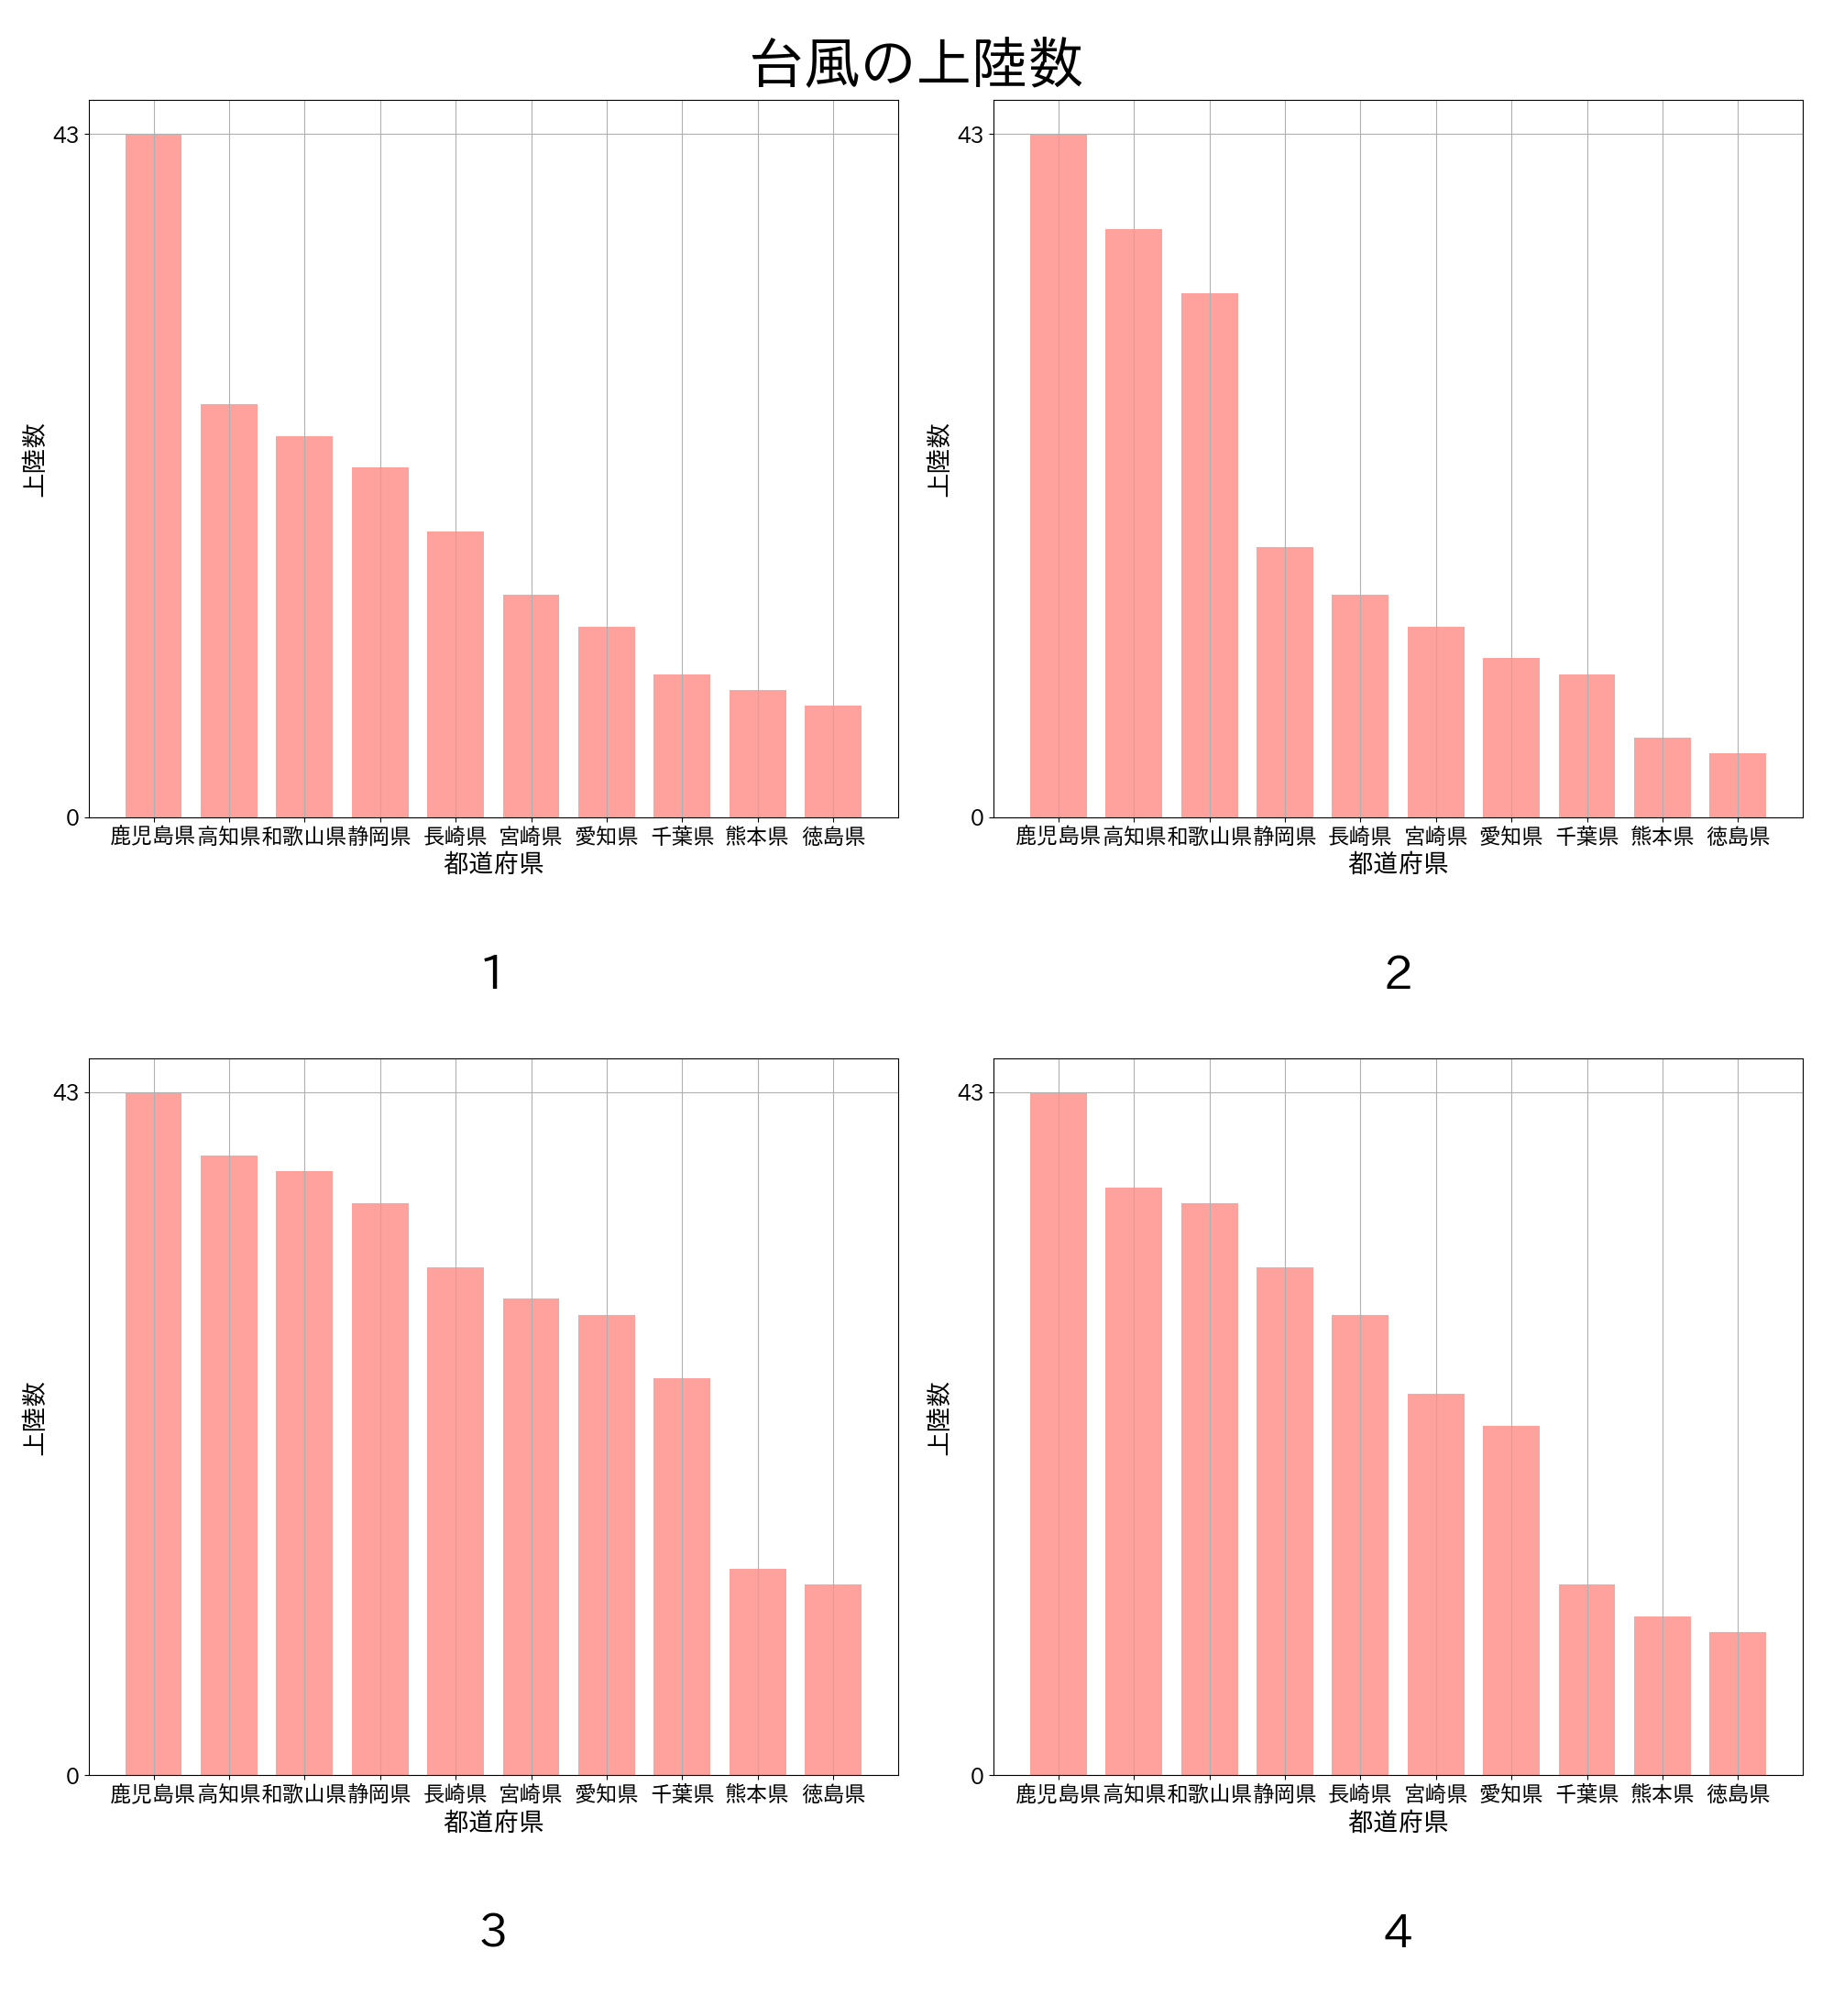 台風の上陸数
43
0
上陸数
鹿児島県 高知県 和歌山県 静岡県 長崎県 宮崎県 愛知県 千葉県 熊本県 徳島県
都道府県
1
43
0
上陸数
鹿児島県 高知県 和歌山県 静岡県 長崎県 宮崎県 愛知県 千葉県 熊本県 徳島県
都道府県
2
43
0
上陸数
鹿児島県 高知県 和歌山県 静岡県 長崎県 宮崎県 愛知県 千葉県 熊本県 徳島県
都道府県
3
43
0
上陸数
鹿児島県 高知県 和歌山県 静岡県 長崎県 宮崎県 愛知県 千葉県 熊本県 徳島県
都道府県
4